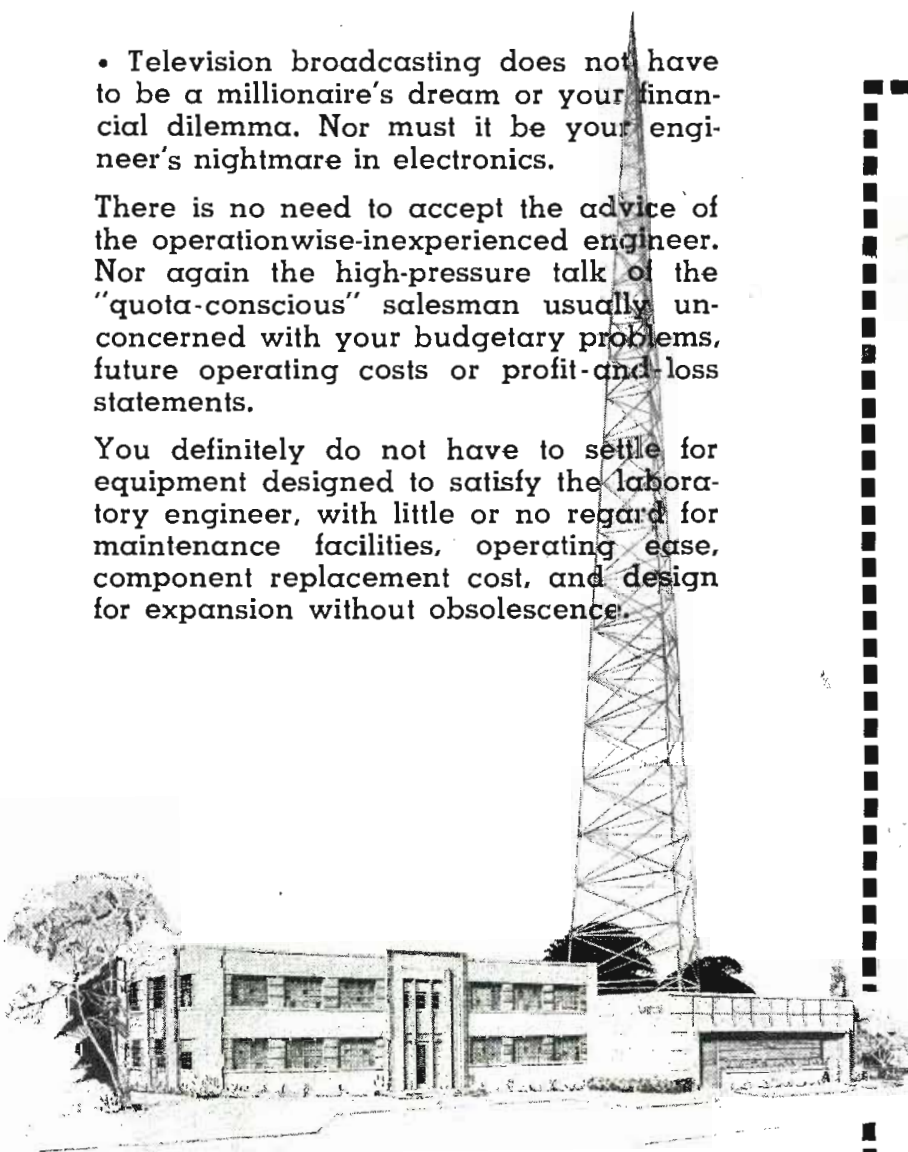 • Television broadcasting does not have
to be a millionaire's dream or your finan-
cial dilemma. Nor must it be your engi-
neer's nightmare in electronics.
There is no need to accept the advice of
the operationwise-inexperienced engineer.
Nor again the high-pressure talk of the
"quota-conscious" salesman usually un-
concerned with your budgetary problems,
future operating costs or profit-and-loss
statements.
You definitely do not have to settle for
equipment designed to satisfy the labora-
tory engineer, with little or no regard for
maintenance facilities, operating ease,
component replacement cost, and design
for expansion without obsolescence.